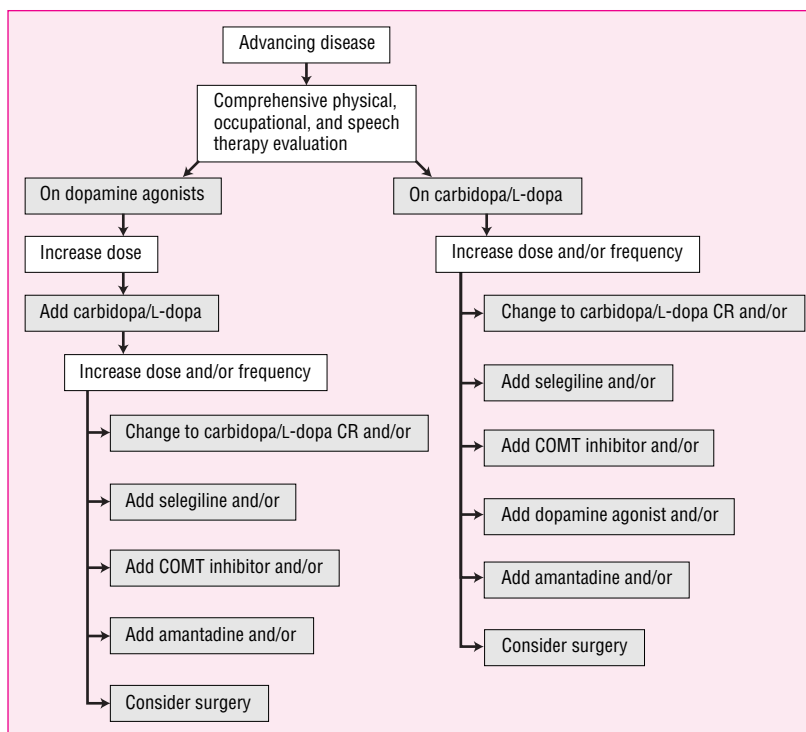 Advancing disease
Comprehensive physical,
occupational, and speech
therapy evaluation
On dopamine agonists
Increase dose
Add carbidopa/L-dopa
Increase dose and/or frequency
Change to carbidopa/L-dopa CR and/or
Add selegiline and/or
Add COMT inhibitor and/or
Add amantadine and/or
Consider surgery
On carbidopa/L-dopa
Increase dose and/or frequency
Change to carbidopa/L-dopa CR and/or
Add selegiline and/or
Add COMT inhibitor and/or
Add dopamine agonist and/or
Add amantadine and/or
Consider surgery